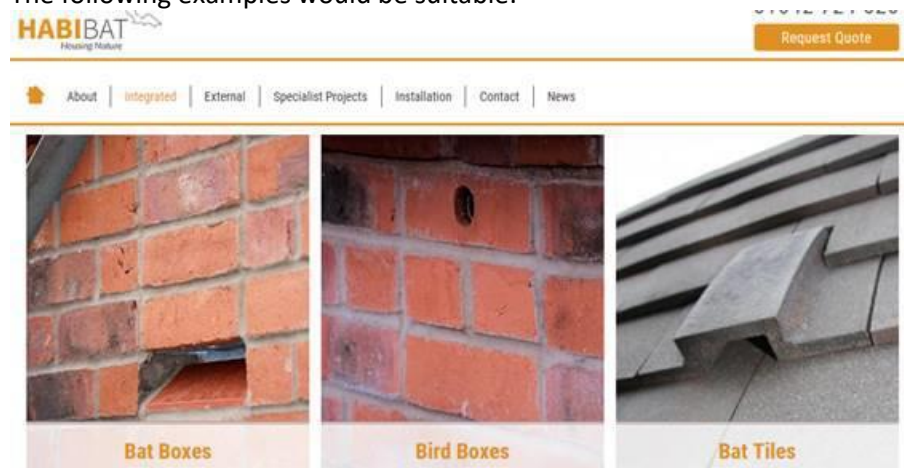 The following examples would be suitable:
HABIBAT
Housing Nature
Request Quote
About | Integrated | External | Specialist Projects | Installation | Contact | News
Bat Boxes
Bird Boxes
Bat Tiles